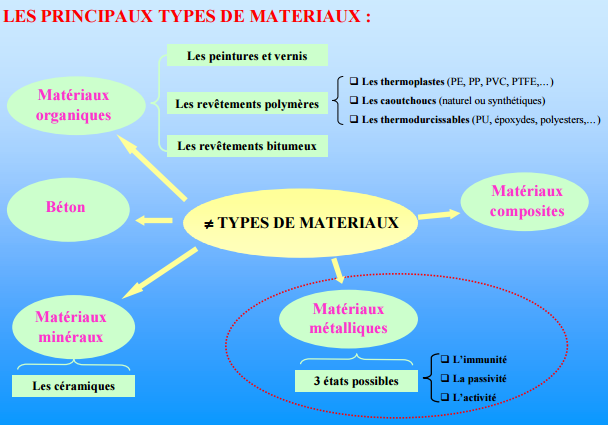 LES PRINCIPAUX TYPES DE MATERIAUX :
Les peintures et vernis
Matériaux
organiques
Les revêtements polymères
❑ Les thermoplastes (PE, PP, PVC, PTFE,…)
❑ Les caoutchoucs (naturel ou synthétiques)
❑ Les thermodurcissables (PU, époxydes, polyesters,…)
Les revêtements bitumeux
Béton
≠ TYPES DE MATERIAUX
Matériaux
composites
Matériaux
minéraux
Les céramiques
Matériaux
métalliques
3 états possibles
❑ L'immunité
❑ La passivité
❑ L'activité